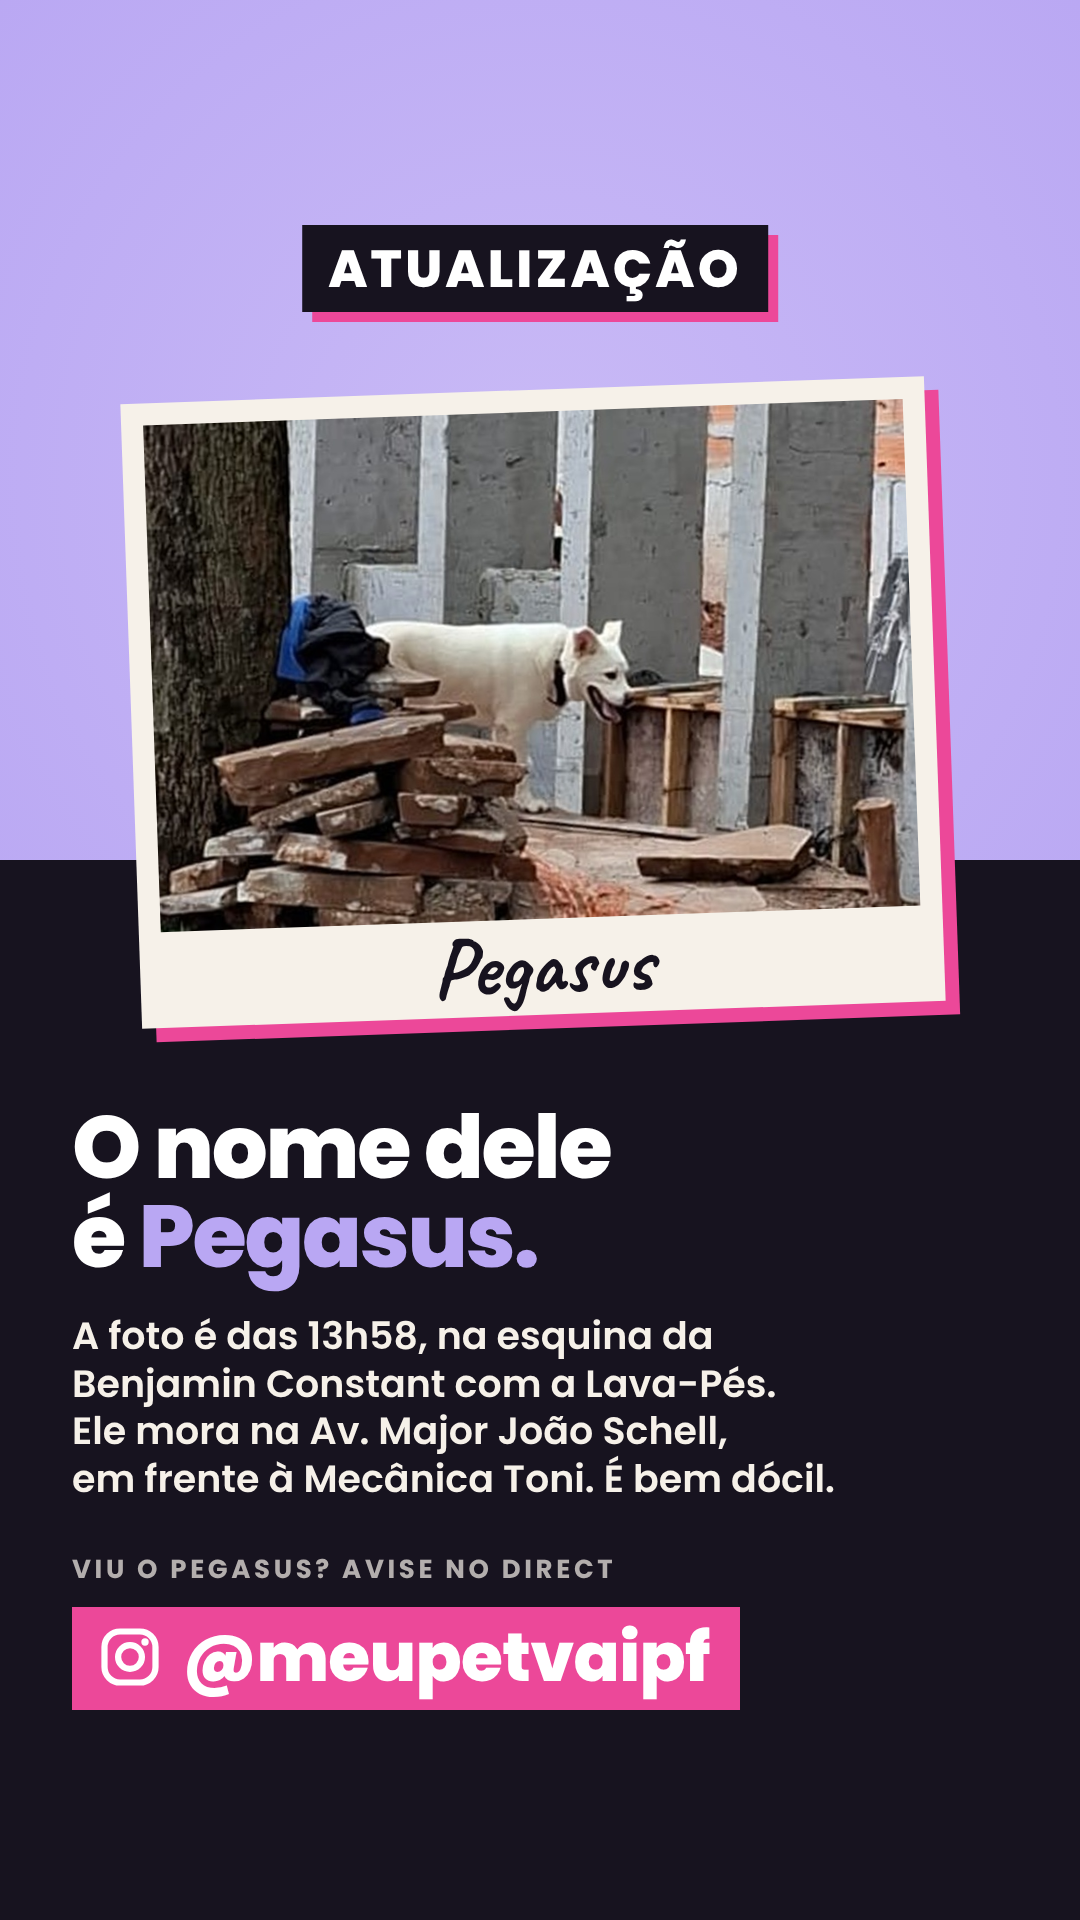 ATUALIZAÇÃO
Pegasus
O nome dele
é Pegasus.
A foto é das 13h58, na esquina da
Benjamin Constant com a Lava-Pés.
Ele mora na Av. Major João Schell,
em frente à Mecânica Toni. É bem dócil.
VIU O PEGASUS? AVISE NO DIRECT
@meupetvaipf